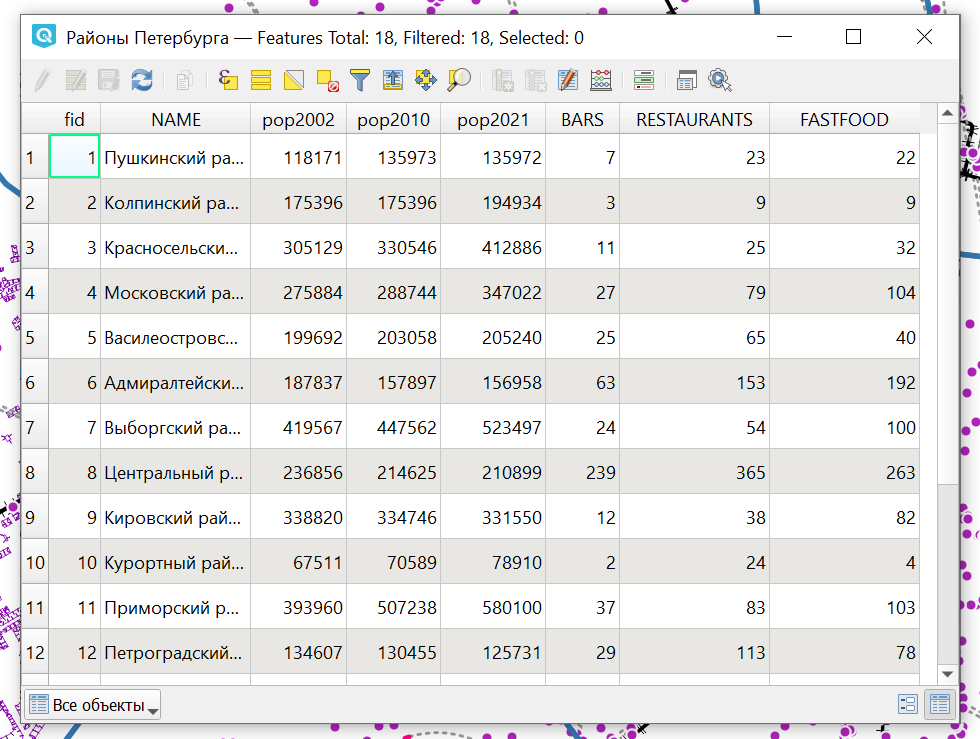 Районы Петербурга — Features Total: 18, Filtered: 18, Selected: 0
fid NAME pop2002 pop2010 pop2021 BARS RESTAURANTS FASTFOOD
1 1 Пушкинский ра... 118171 135973 135972 7 23 22
2 2 Колпинский ра... 175396 175396 194934 3 9 9
3 3 Красносельски... 305129 330546 412886 11 25 32
4 4 Московский ра... 275884 288744 347022 27 79 104
5 5 Василеостровс... 199692 203058 205240 25 65 40
6 6 Адмиралтейски... 187837 157897 156958 63 153 192
7 7 Выборгский ра... 419567 447562 523497 24 54 100
8 8 Центральный р... 236856 214625 210899 239 365 263
9 9 Кировский рай... 338820 334746 331550 12 38 82
10 10 Курортный рай... 67511 70589 78910 2 24 4
11 11 Приморский р... 393960 507238 580100 37 83 103
12 12 Петроградский... 134607 130455 125731 29 113 78
Все объекты